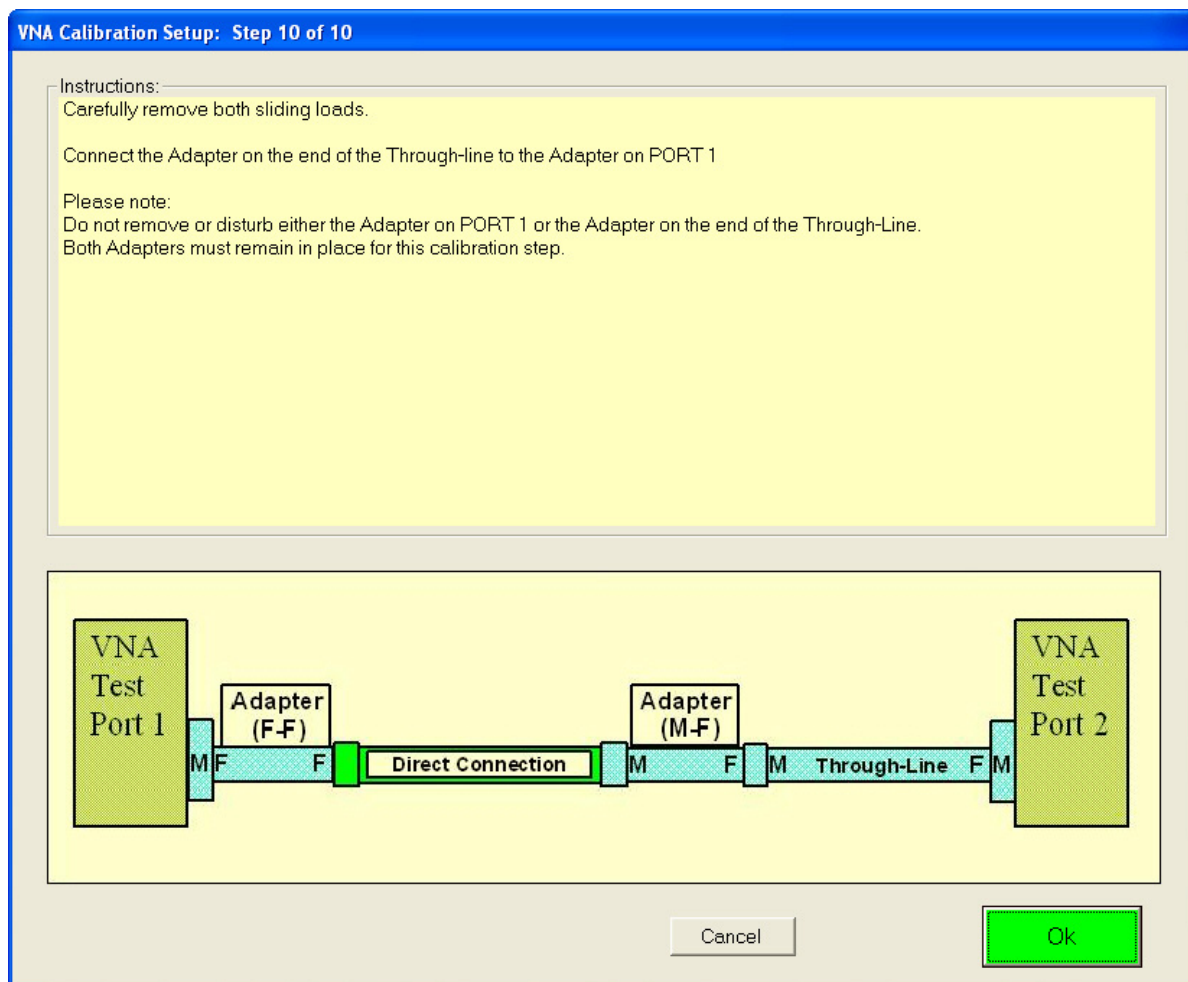 VNA Calibration Setup: Step 10 of 10
Instructions:
Carefully remove both sliding loads.
Connect the Adapter on the end of the Through-line to the Adapter on PORT 1
Please note:
Do not remove or disturb either the Adapter on PORT 1 or the Adapter on the end of the Through-Line.
Both Adapters must remain in place for this calibration step.
VNA
Test
Port 1
Adapter
(F-F)
M F F
Direct Connection
Adapter
(M-F)
M F
M Through-Line F M
VNA
Test
Port 2
Cancel
Ok